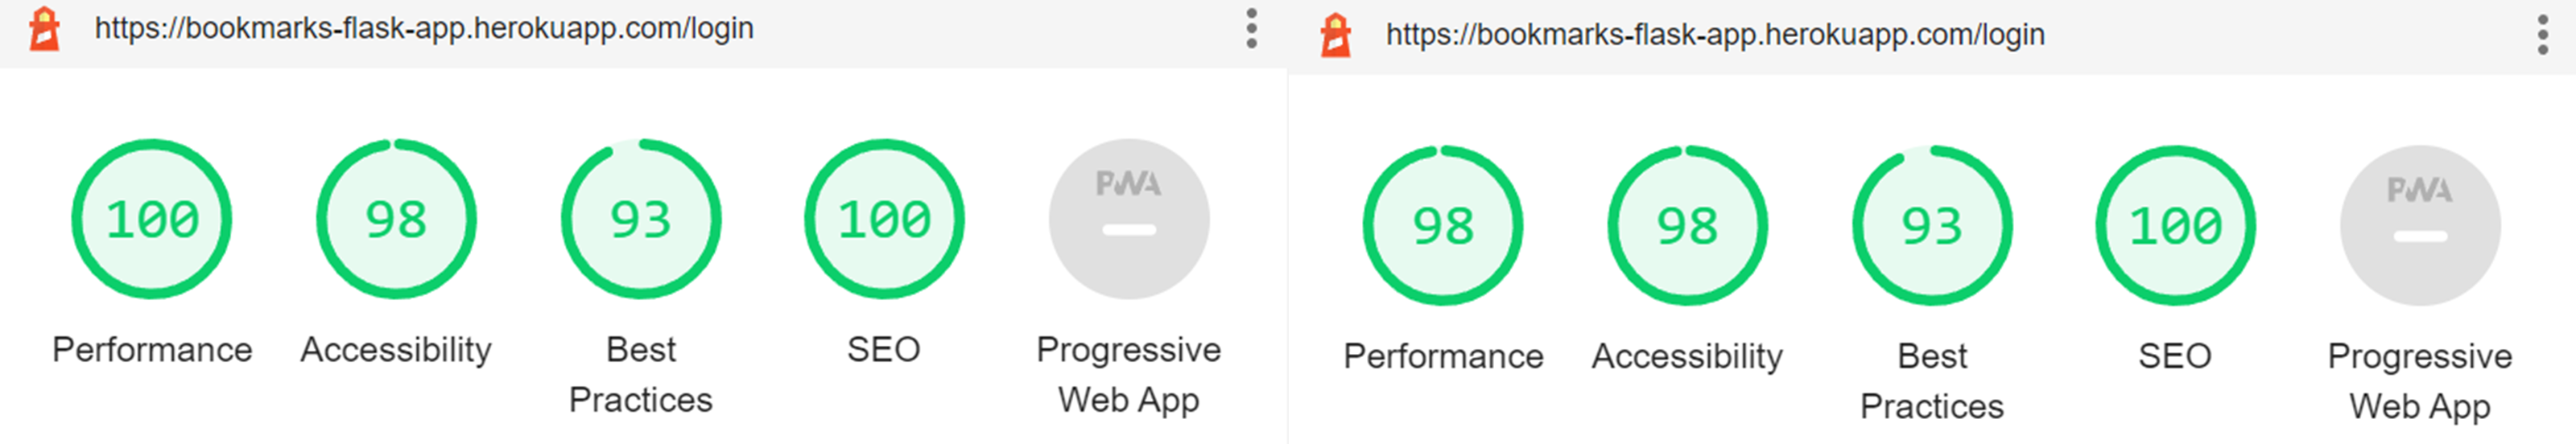 https://bookmarks-flask-app.herokuapp.com/login
100
98
93
100
PWA
Performance
Accessibility
Best
Practices
SEO
Progressive
Web App
https://bookmarks-flask-app.herokuapp.com/login
98
98
93
100
PWA
Performance
Accessibility
Best
Practices
SEO
Progressive
Web App